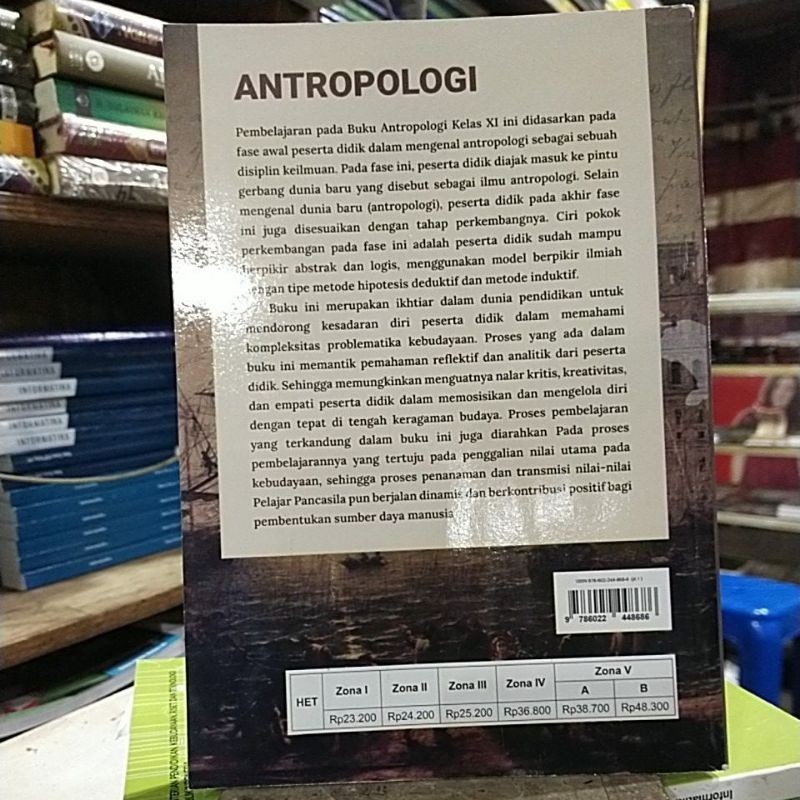 ANTROPOLOGI
Pembelajaran pada Buku Antropologi Kelas XI ini didasarkan pada
fase awal peserta didik dalam mengenal antropologi sebagai sebuah
disiplin keilmuan. Pada fase ini, peserta didik diajak masuk ke pintu
gerbang dunia baru yang disebut sebagai ilmu antropologi. Selain
mengenal dunia baru (antropologi), peserta didik pada akhir fase
ini juga disesuaikan dengan tahap perkembangnya. Ciri pokok
perkembangan pada fase ini adalah peserta didik sudah mampu
berpikir abstrak dan logis, menggunakan model berpikir ilmiah
dengan tipe metode hipotesis deduktif dan metode induktif.
Buku ini merupakan ikhtiar dalam dunia pendidikan untuk
mendorong kesadaran diri peserta didik dalam memahami
kompleksitas problematika kebudayaan. Proses yang ada dalam
buku ini memantik pemahaman reflektif dan analitik dari peserta
didik. Sehingga memungkinkan menguatnya nalar kritis, kreativitas,
dan empati peserta didik dalam memosisikan dan mengelola diri
dengan tepat di tengah keragaman budaya. Proses pembelajaran
yang terkandung dalam buku ini juga diarahkan Pada proses
pembelajarannya yang tertuju pada penggalian nilai utama pada
kebudayaan, sehingga proses penanaman dan transmisi nilai-nilai
Pelajar Pancasila pun berjalan dinamis dan berkontribusi positif bagi
pembentukan sumber daya manusia
9 786022 448686
HET Zona I Zona II Zona III Zona IV Zona V
A B
Rp23.200 Rp24.200 Rp25.200 Rp36.800 Rp38.700 Rp48.300
INFORMATIKA
INFORMATIKA
INFORMATIKA
INFORMATIKA